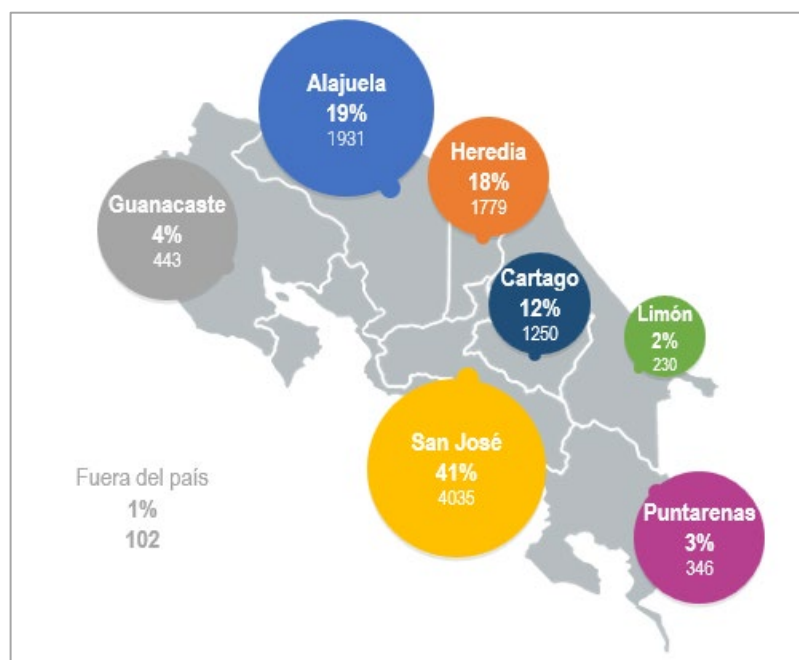 Alajuela
19%
1931
Heredia
18%
1779
Guanacaste
4%
443
Cartago
12%
1250
Limón
2%
230
San José
41%
4035
Fuera del país
1%
102
Puntarenas
3%
346